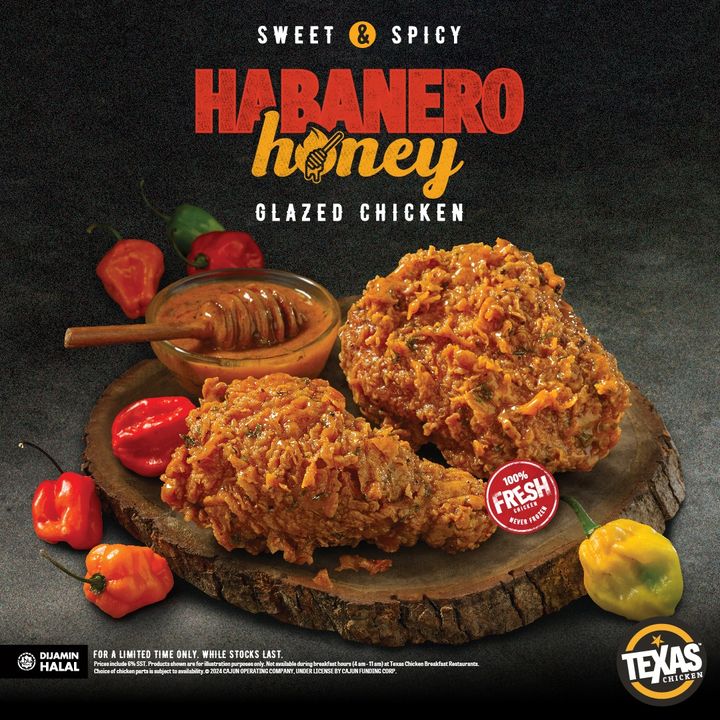 SWEET & SPICY
HABANERO
honey
GLAZED CHICKEN
100%
FRESH
CHICKEN
NEVER FROZEN
DIJAMIN
HALAL
FOR A LIMITED TIME ONLY. WHILE STOCKS LAST.
Prices include 6% SST. Products shown are for illustration purposes only. Not available during breakfast hours (4 am - 11 am) at Texas Chicken Breakfast Restaurants.
Choice of chicken parts is subject to availability. © 2024 CAJUN OPERATING COMPANY, UNDER LICENSE BY CAJUN FUNDING CORP.
TEXAS
CHICKEN